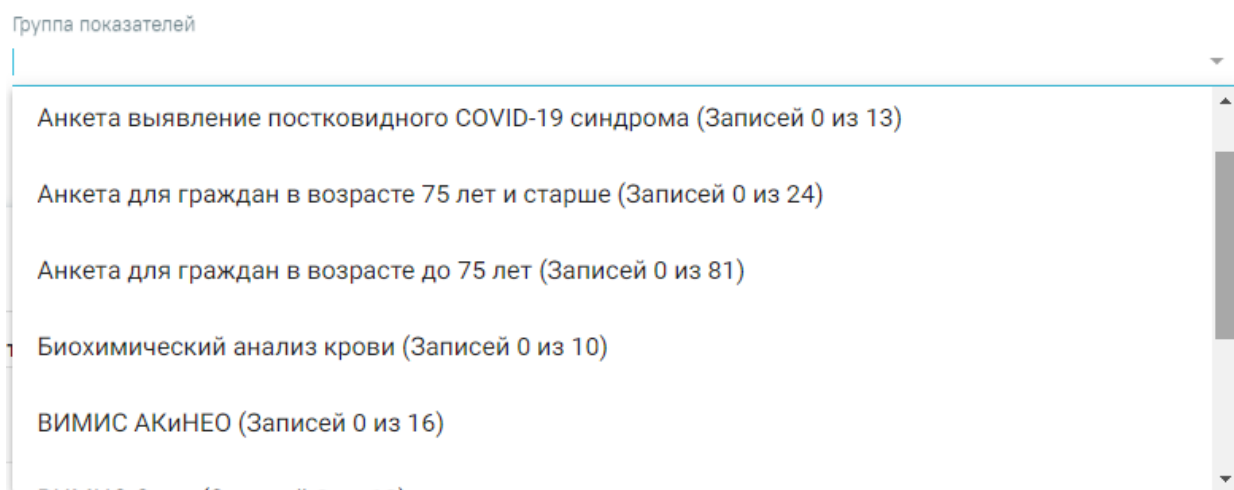 Группа показателей
Анкета выявление постковидного COVID-19 синдрома (Записей 0 из 13)
Анкета для граждан в возрасте 75 лет и старше (Записей 0 из 24)
Анкета для граждан в возрасте до 75 лет (Записей 0 из 81)
Биохимический анализ крови (Записей 0 из 10)
ВИМИС АКиНЕО (Записей 0 из 16)